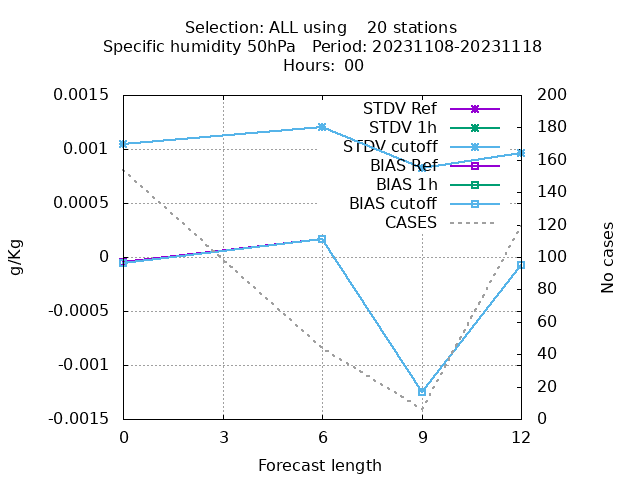 Selection: ALL using    20 stations
Specific humidity 50hPa   Period: 20231108-20231118
Hours:  00
0.0015
0.001
0.0005
0
-0.0005
-0.001
-0.0015
g/Kg
STDV Ref
STDV 1h
STDV cutoff
BIAS Ref
BIAS 1h
BIAS cutoff
CASES
200
180
160
140
120
100
80
60
40
20
0
No cases
0 3 6 9 12
Forecast length